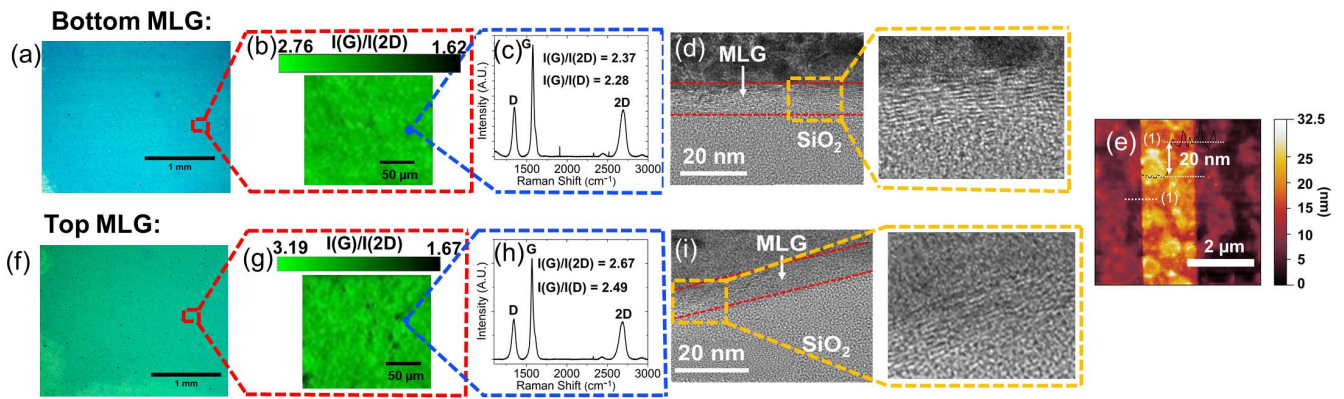 Bottom MLG:
(a)
1 mm
(b)
I(G)/I(2D)
2.76
1.62
50 µm
(c)
G
I(G)/I(2D) = 2.37
I(G)/I(D) = 2.28
D
2D
Intensity (A.U.)
1500 2000 2500 3000
Raman Shift (cm⁻¹)
(d)
MLG
SiO₂
20 nm
(e)
(1)
20 nm
(1)
2 µm
32.5
25
20
15
10
5
0
(nm)
Top MLG:
(f)
1 mm
(g)
I(G)/I(2D)
3.19
1.67
50 µm
(h)
G
I(G)/I(2D) = 2.67
I(G)/I(D) = 2.49
D
2D
Intensity (A.U.)
1500 2000 2500 3000
Raman Shift (cm⁻¹)
(i)
MLG
SiO₂
20 nm